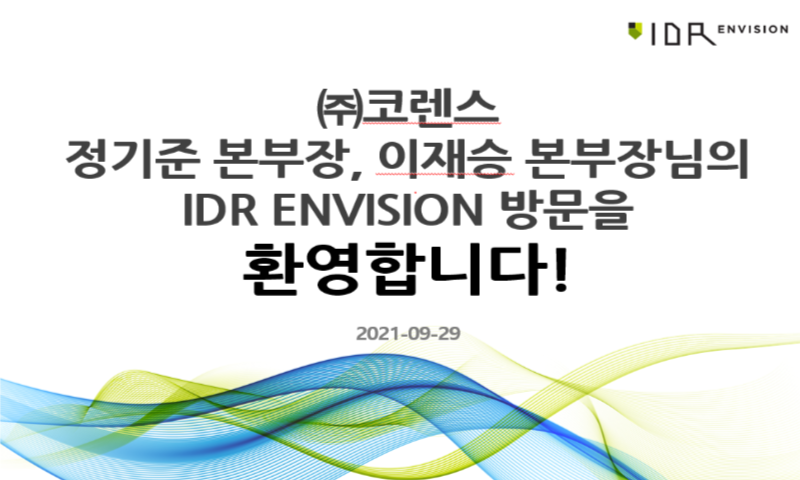 IDR ENVISION
㈜코렌스
정기준 본부장, 이재승 본부장님의
IDR ENVISION 방문을
환영합니다!
2021-09-29